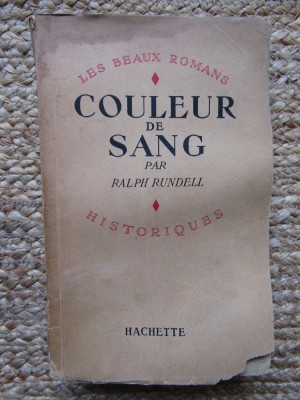 LES BEAUX ROMANS
COULEUR
DE
SANG
PAR
RALPH RUNDELL
HISTORIQUES
HACHETTE